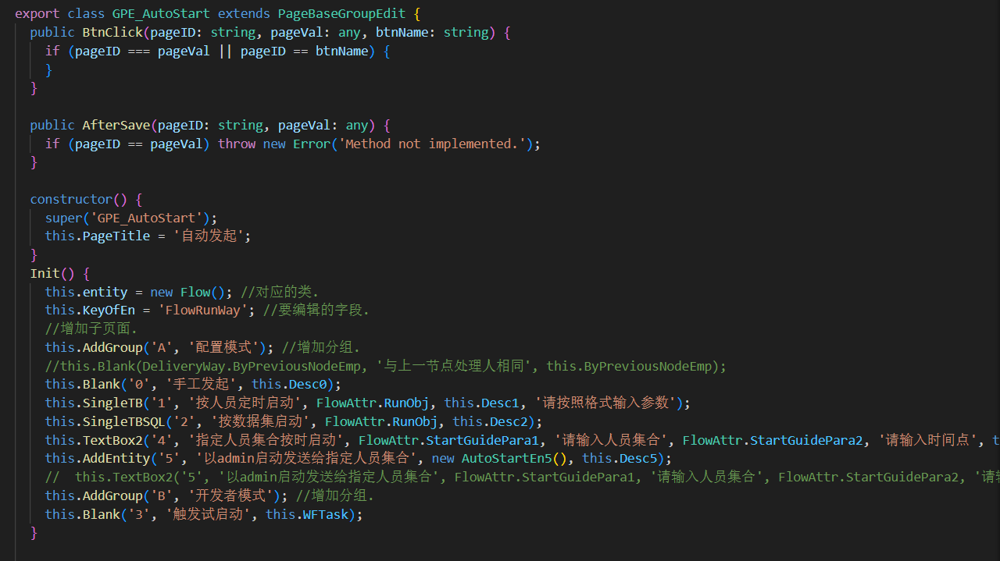 export class GPE_AutoStart extends PageBaseGroupEdit {
public BtnClick(pageID: string, pageVal: any, btnName: string) {
if (pageID === pageVal || pageID == btnName) {
}
}
public AfterSave(pageID: string, pageVal: any) {
if (pageID == pageVal) throw new Error('Method not implemented.');
}
constructor() {
super('GPE_AutoStart');
this.PageTitle = '自动发起';
}
Init() {
this.entity = new Flow(); //对应的类.
this.KeyOfEn = 'FlowRunWay'; //要编辑的字段.
//增加子页面.
this.AddGroup('A', '配置模式'); //增加分组.
//this.Blank(DeliveryWay.ByPreviousNodeEmp, '与上一节点处理人相同', this.ByPreviousNodeEmp);
this.Blank('0', '手工发起', this.Desc0);
this.SingleTB('1', '按人员定时启动', FlowAttr.RunObj, this.Desc1, '请按照格式输入参数');
this.SingleTBSQL('2', '按数据集启动', FlowAttr.RunObj, this.Desc2);
this.TextBox2('4', '指定人员集合按时启动', FlowAttr.StartGuidePara1, '请输入人员集合', FlowAttr.StartGuidePara2, '请输入时间点', t
this.AddEntity('5', '以admin启动发送给指定人员集合', new AutoStartEn5(), this.Desc5);
//  this.TextBox2('5', '以admin启动发送给指定人员集合', FlowAttr.StartGuidePara1, '请输入人员集合', FlowAttr.StartGuidePara2, '请输
this.AddGroup('B', '开发者模式'); //增加分组.
this.Blank('3', '触发试启动', this.WFTask);
}